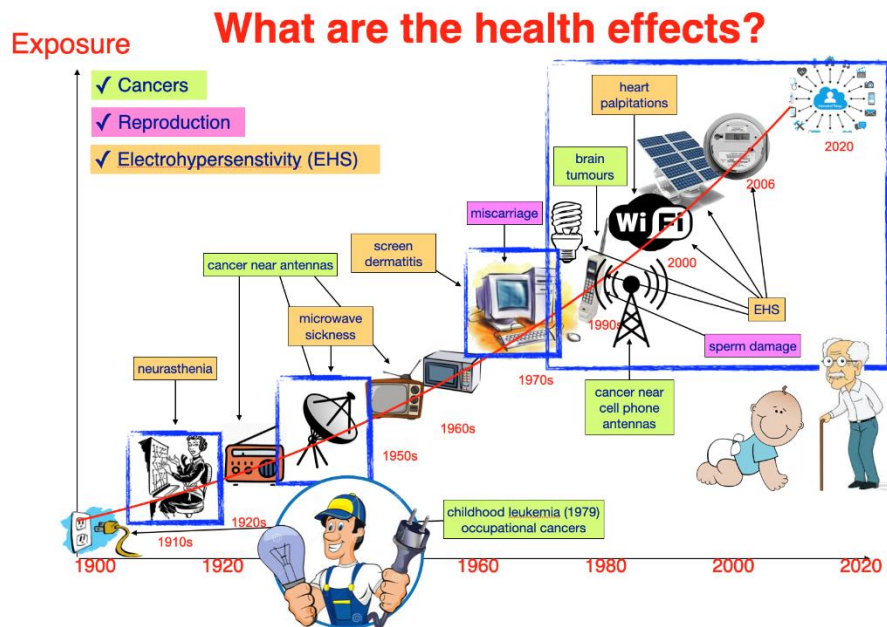 What are the health effects?
Exposure
✓ Cancers
✓ Reproduction
✓ Electrohypersenstivity (EHS)
heart
palpitations
2020
brain
tumours
2006
miscarriage
Wi Fi
screen
dermatitis
2000
cancer near antennas
EHS
microwave
sickness
1990s
sperm damage
neurasthenia
1970s
cancer near
cell phone
antennas
1960s
1950s
childhood leukemia (1979)
occupational cancers
1920s
1910s
1900
1920
1960
1980
2000
2020